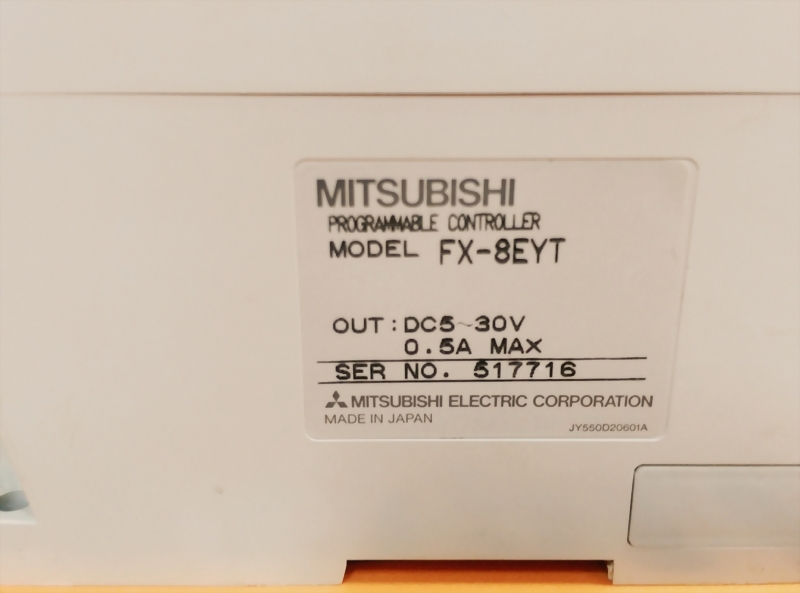 MITSUBISHI
PROGRAMMABLE CONTROLLER
MODEL FX-8EYT
OUT : DC5~30V
0.5A MAX
SER NO. 517716
MITSUBISHI ELECTRIC CORPORATION
MADE IN JAPAN
JY550D20601A